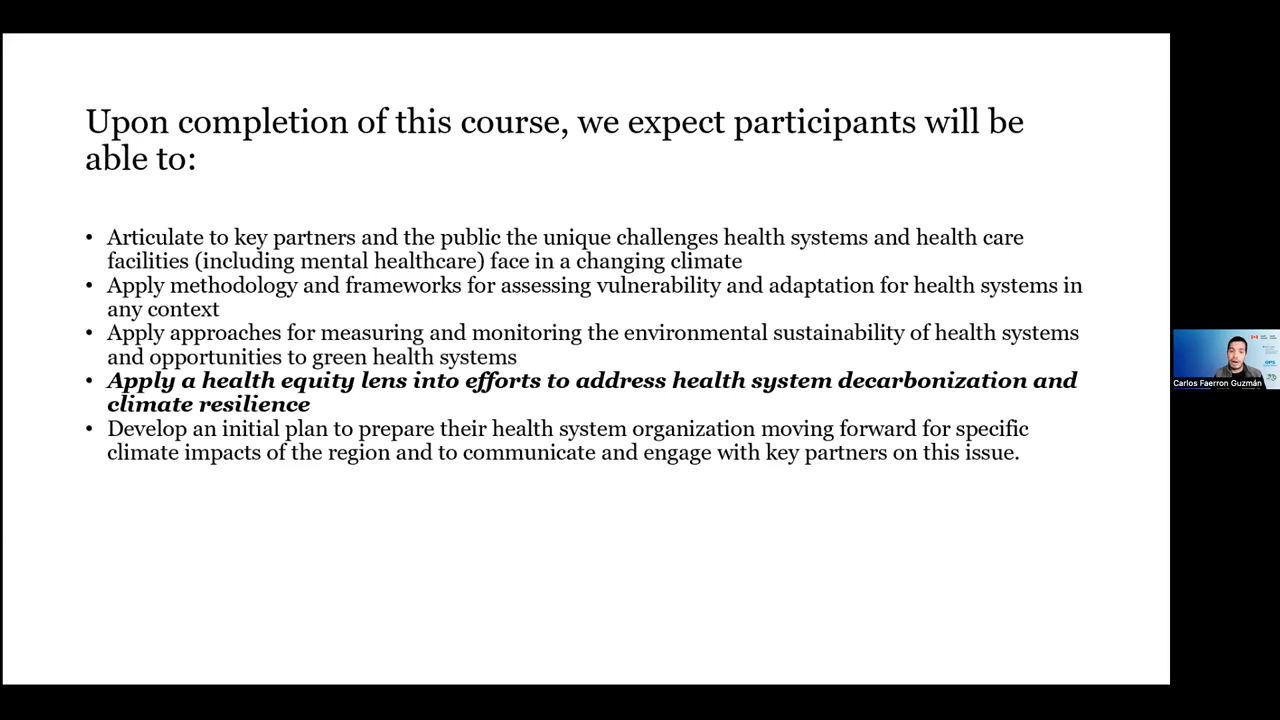 Upon completion of this course, we expect participants will be
able to:
• Articulate to key partners and the public the unique challenges health systems and health care
facilities (including mental healthcare) face in a changing climate
• Apply methodology and frameworks for assessing vulnerability and adaptation for health systems in
any context
• Apply approaches for measuring and monitoring the environmental sustainability of health systems
and opportunities to green health systems
• Apply a health equity lens into efforts to address health system decarbonization and
climate resilience
• Develop an initial plan to prepare their health system organization moving forward for specific
climate impacts of the region and to communicate and engage with key partners on this issue.
Carlos Faerron Guzmán